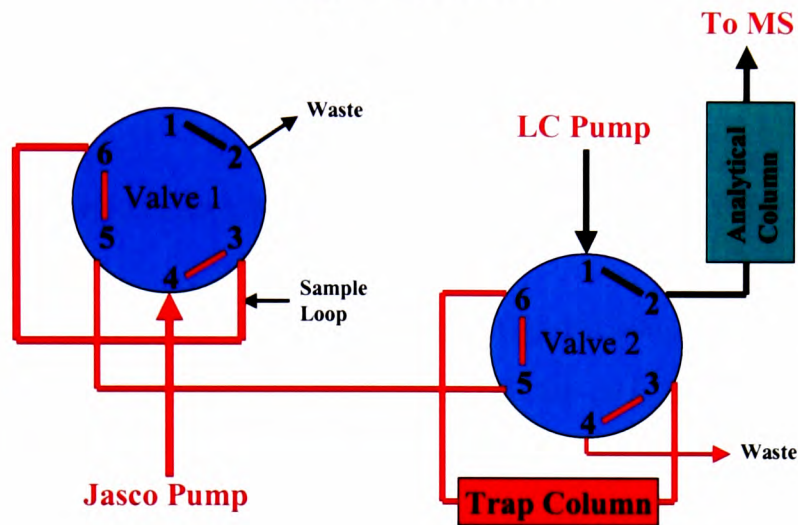 To MS
Waste
LC Pump
Analytical
Column
1
2
6
Valve 1
5
3
4
Sample
Loop
1
2
6
Valve 2
5
3
4
Waste
Jasco Pump
Trap Column